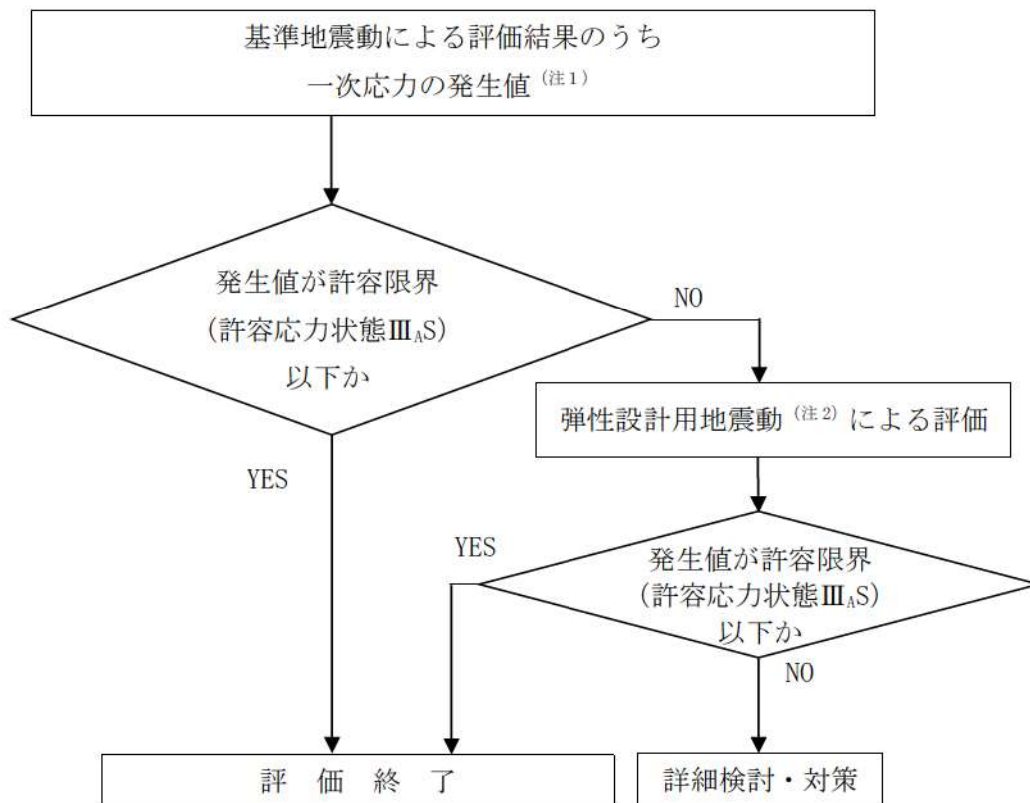 基準地震動による評価結果のうち
一次応力の発生値(注1)
発生値が許容限界
(許容応力状態ⅢAS)
以下か
NO
YES
弾性設計用地震動(注2)による評価
発生値が許容限界
(許容応力状態ⅢAS)
以下か
YES
NO
評価終了
詳細検討・対策